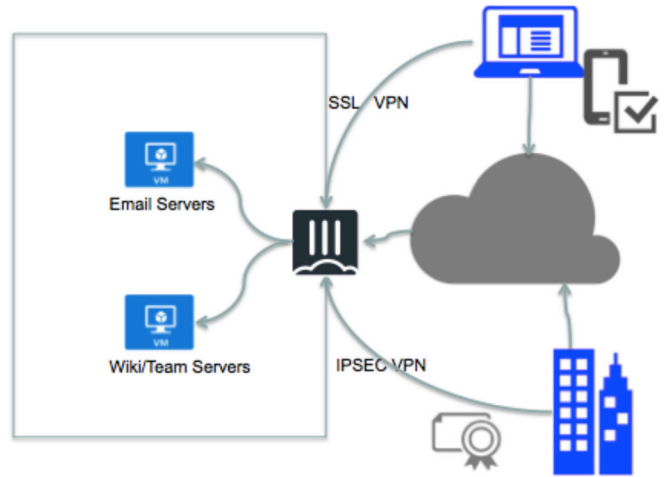 SSL VPN
VM
Email Servers
VM
Wiki/Team Servers
IPSEC VPN